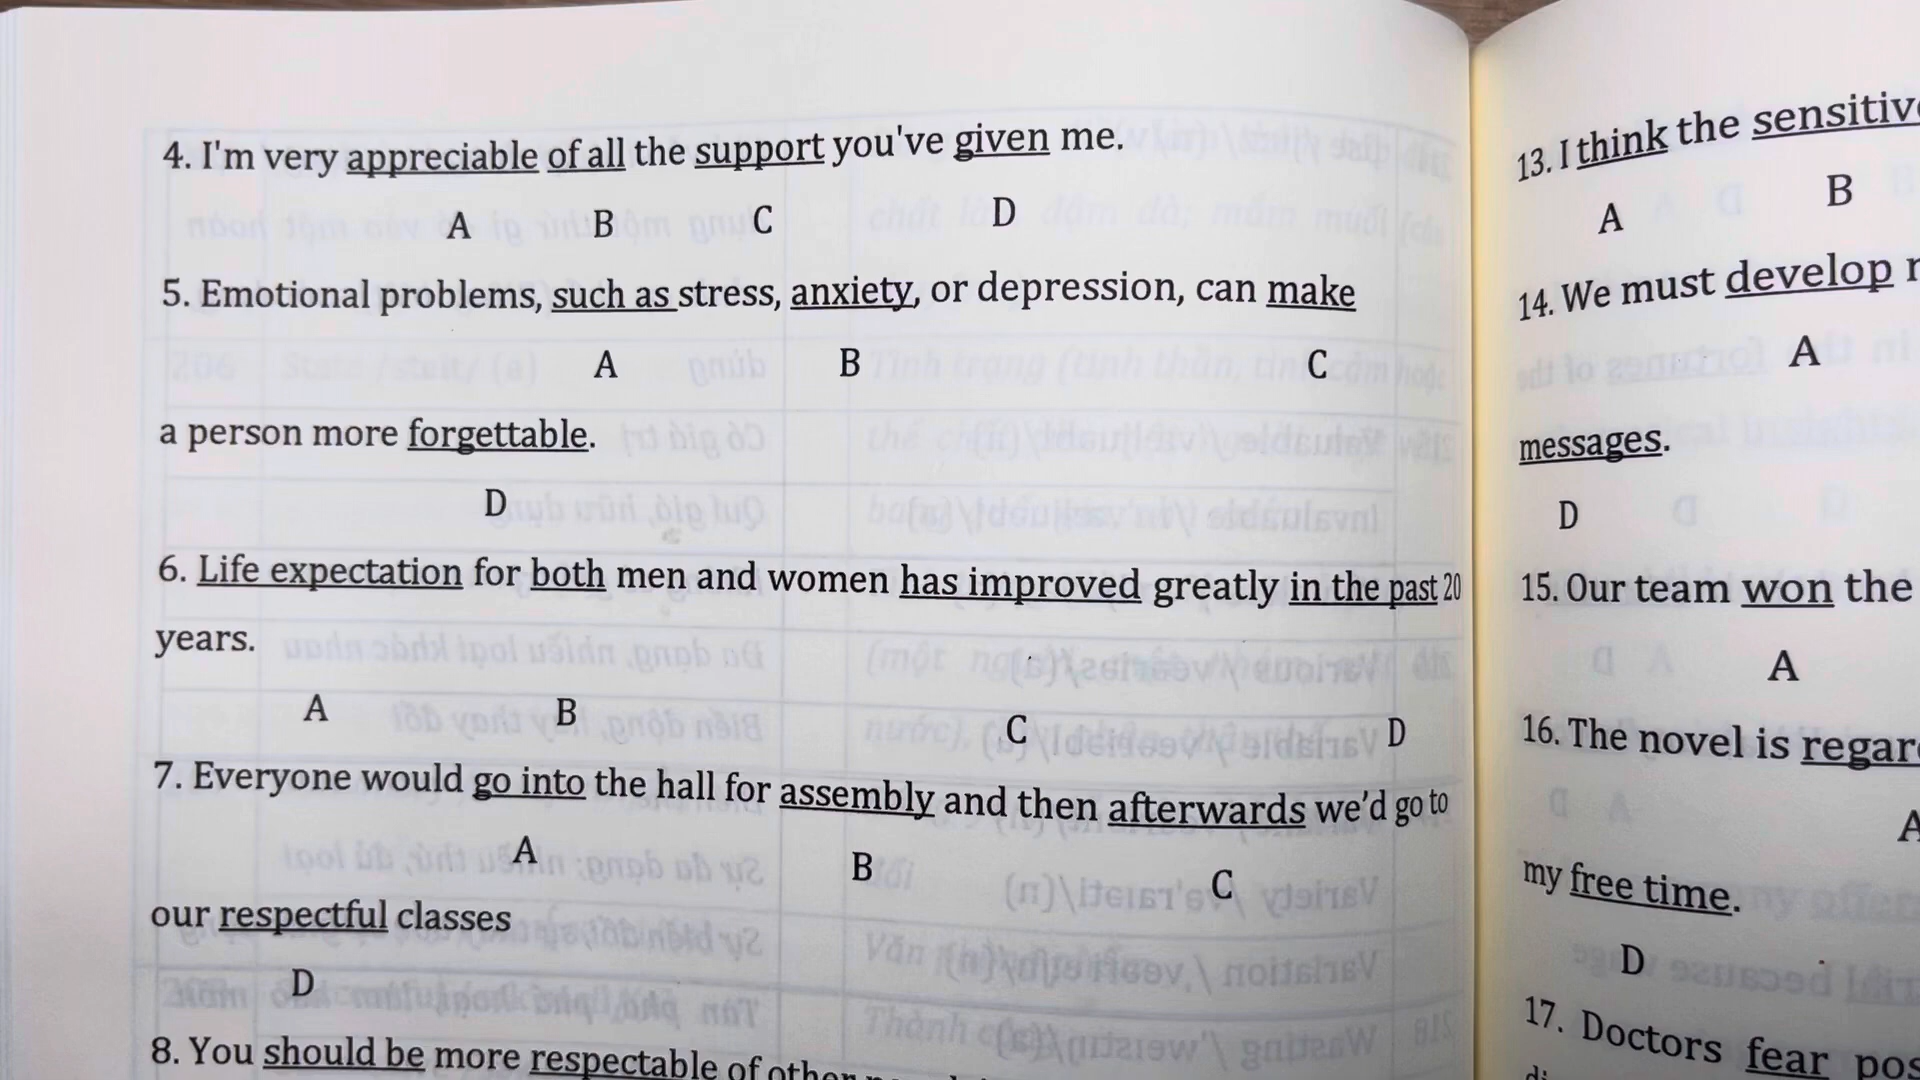 4. I'm very appreciable of all the support you've given me.
A B C D
5. Emotional problems, such as stress, anxiety, or depression, can make
A B C
a person more forgettable.
D
6. Life expectation for both men and women has improved greatly in the past 20
years.
A B C D
7. Everyone would go into the hall for assembly and then afterwards we'd go to
A B C
our respectful classes
D
8. You should be more respectable of other
13. I think the
A B
14. We must develop
A
messages.
D
15. Our team won the
A
16. The novel is
A
my free time.
D
17. Doctors fear